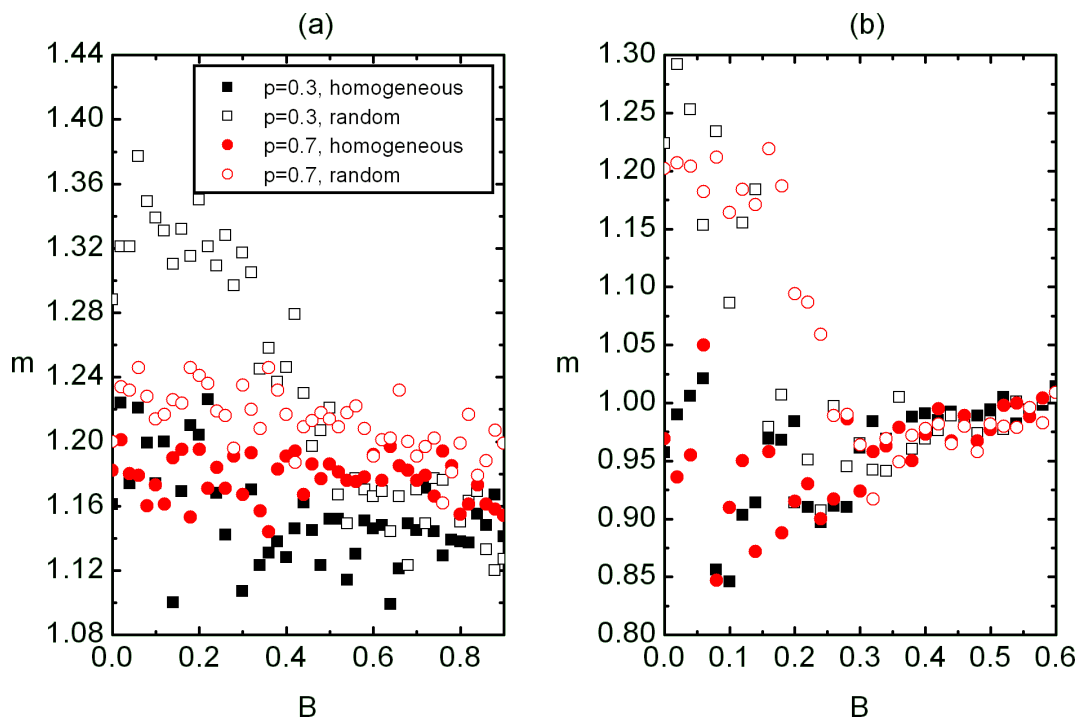 (a)
1.44
1.40
1.36
1.32
1.28
1.24
1.20
1.16
1.12
1.08
m
p=0.3, homogeneous
p=0.3, random
p=0.7, homogeneous
p=0.7, random
0.0 0.2 0.4 0.6 0.8
B
(b)
1.30
1.25
1.20
1.15
1.10
1.05
1.00
0.95
0.90
0.85
0.80
m
0.0 0.1 0.2 0.3 0.4 0.5 0.6
B